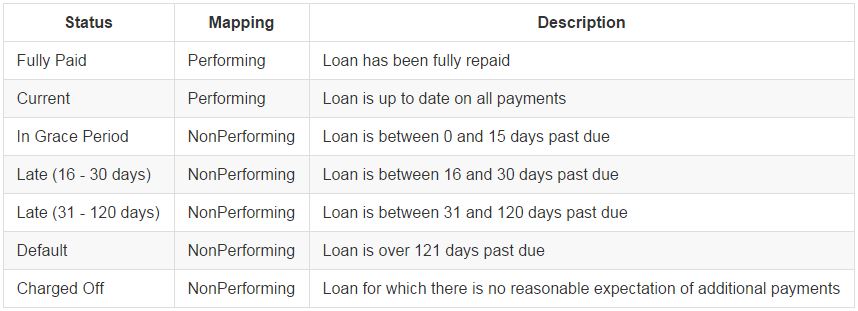 Status Mapping Description
Fully Paid Performing Loan has been fully repaid
Current Performing Loan is up to date on all payments
In Grace Period NonPerforming Loan is between 0 and 15 days past due
Late (16 - 30 days) NonPerforming Loan is between 16 and 30 days past due
Late (31 - 120 days) NonPerforming Loan is between 31 and 120 days past due
Default NonPerforming Loan is over 121 days past due
Charged Off NonPerforming Loan for which there is no reasonable expectation of additional payments